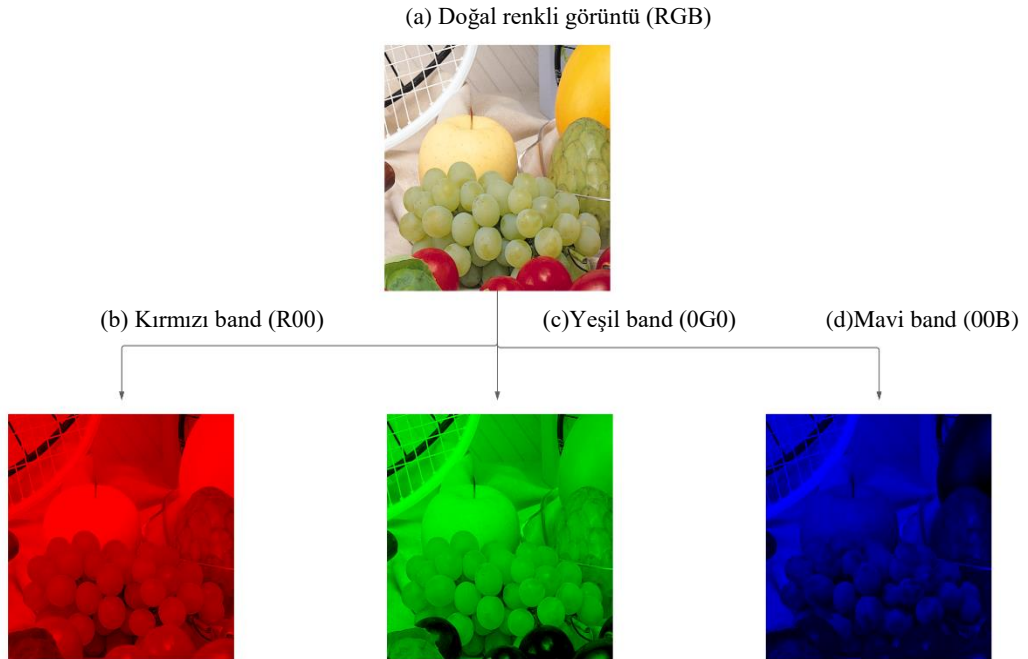 (a) Doğal renkli görüntü (RGB)
(b) Kırmızı band (R00)
(c)Yeşil band (0G0)
(d)Mavi band (00B)